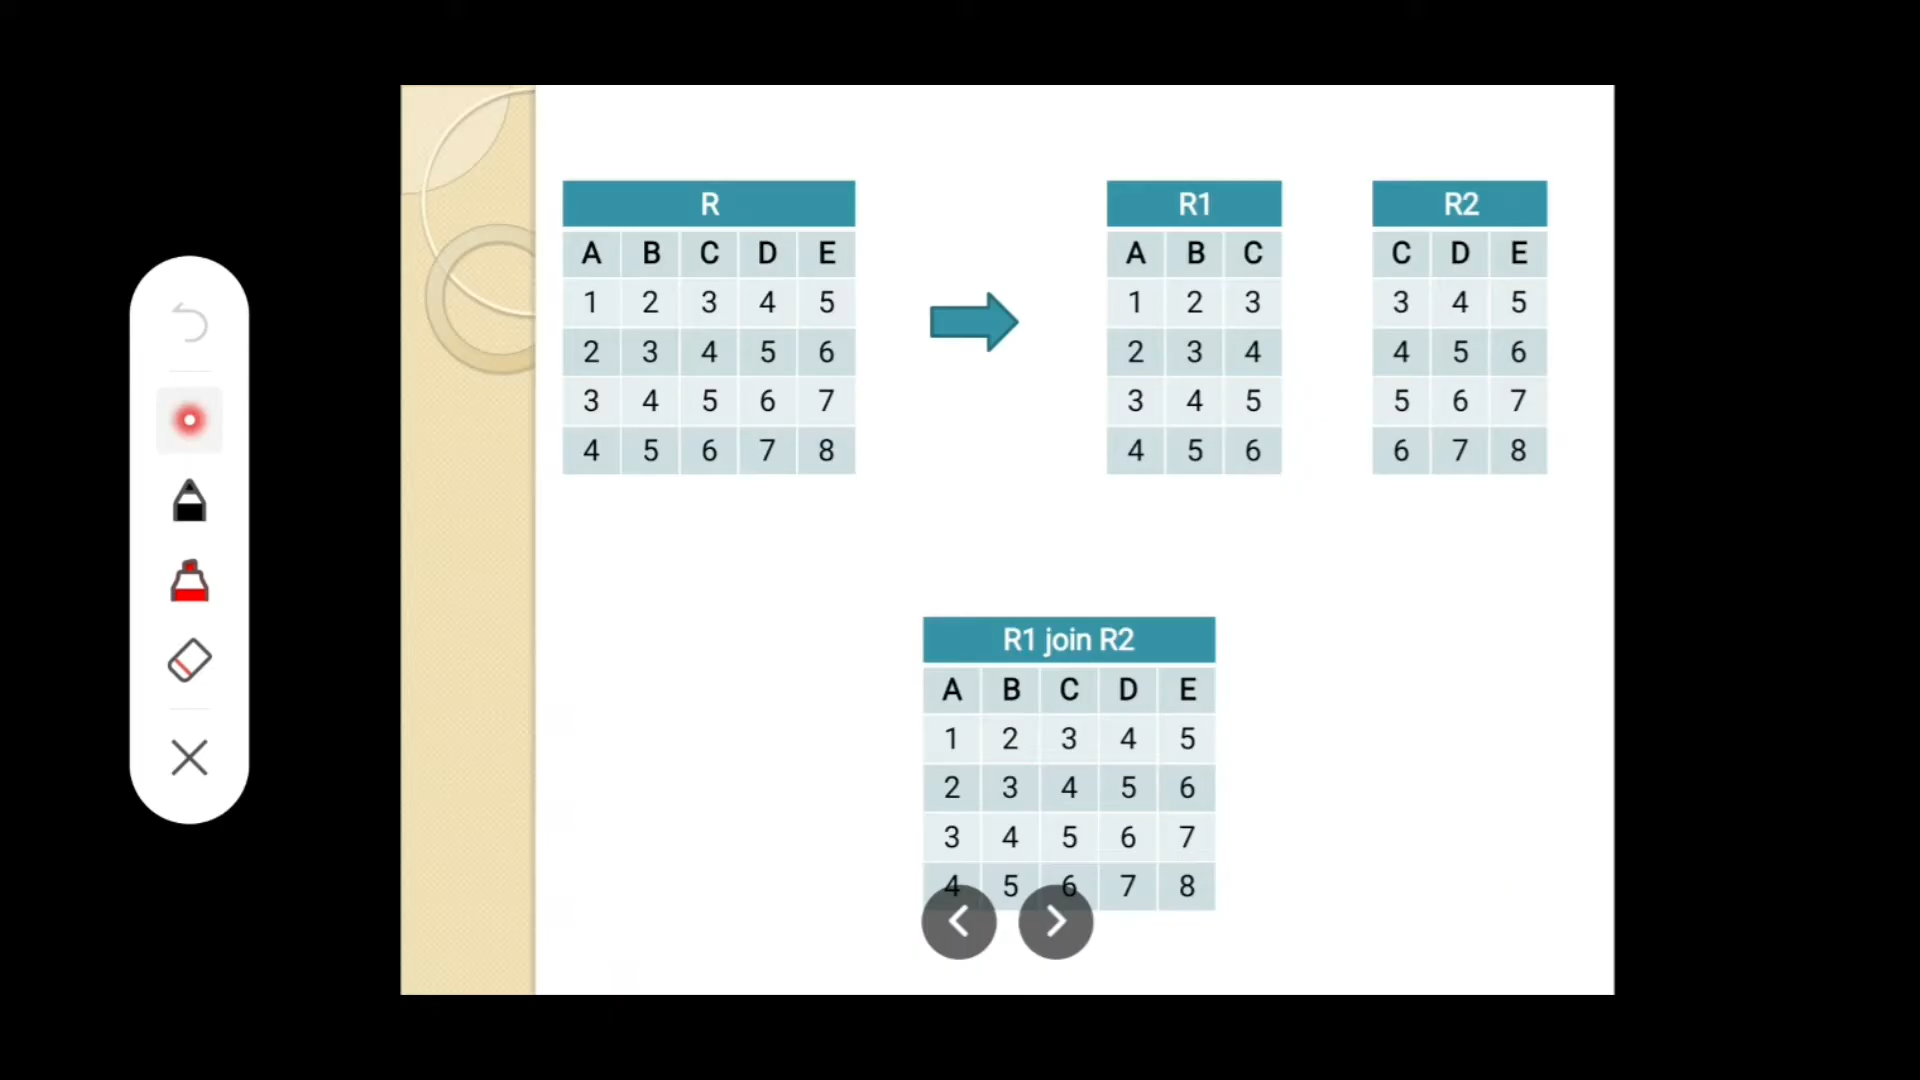 R
A B C D E
1 2 3 4 5
2 3 4 5 6
3 4 5 6 7
4 5 6 7 8
R1
A B C
1 2 3
2 3 4
3 4 5
4 5 6
R2
C D E
3 4 5
4 5 6
5 6 7
6 7 8
R1 join R2
A B C D E
1 2 3 4 5
2 3 4 5 6
3 4 5 6 7
4 5 6 7 8